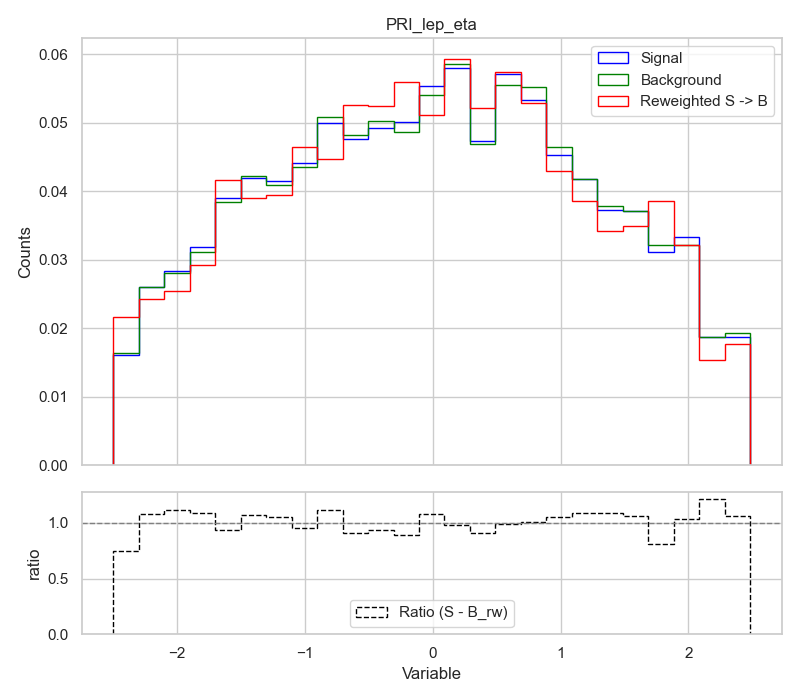 PRI_lep_eta
Signal
Background
Reweighted S -> B
Counts
0.06
0.05
0.04
0.03
0.02
0.01
0.00
ratio
1.0
0.5
0.0
Ratio (S - B_rw)
−2 −1 0 1 2
Variable